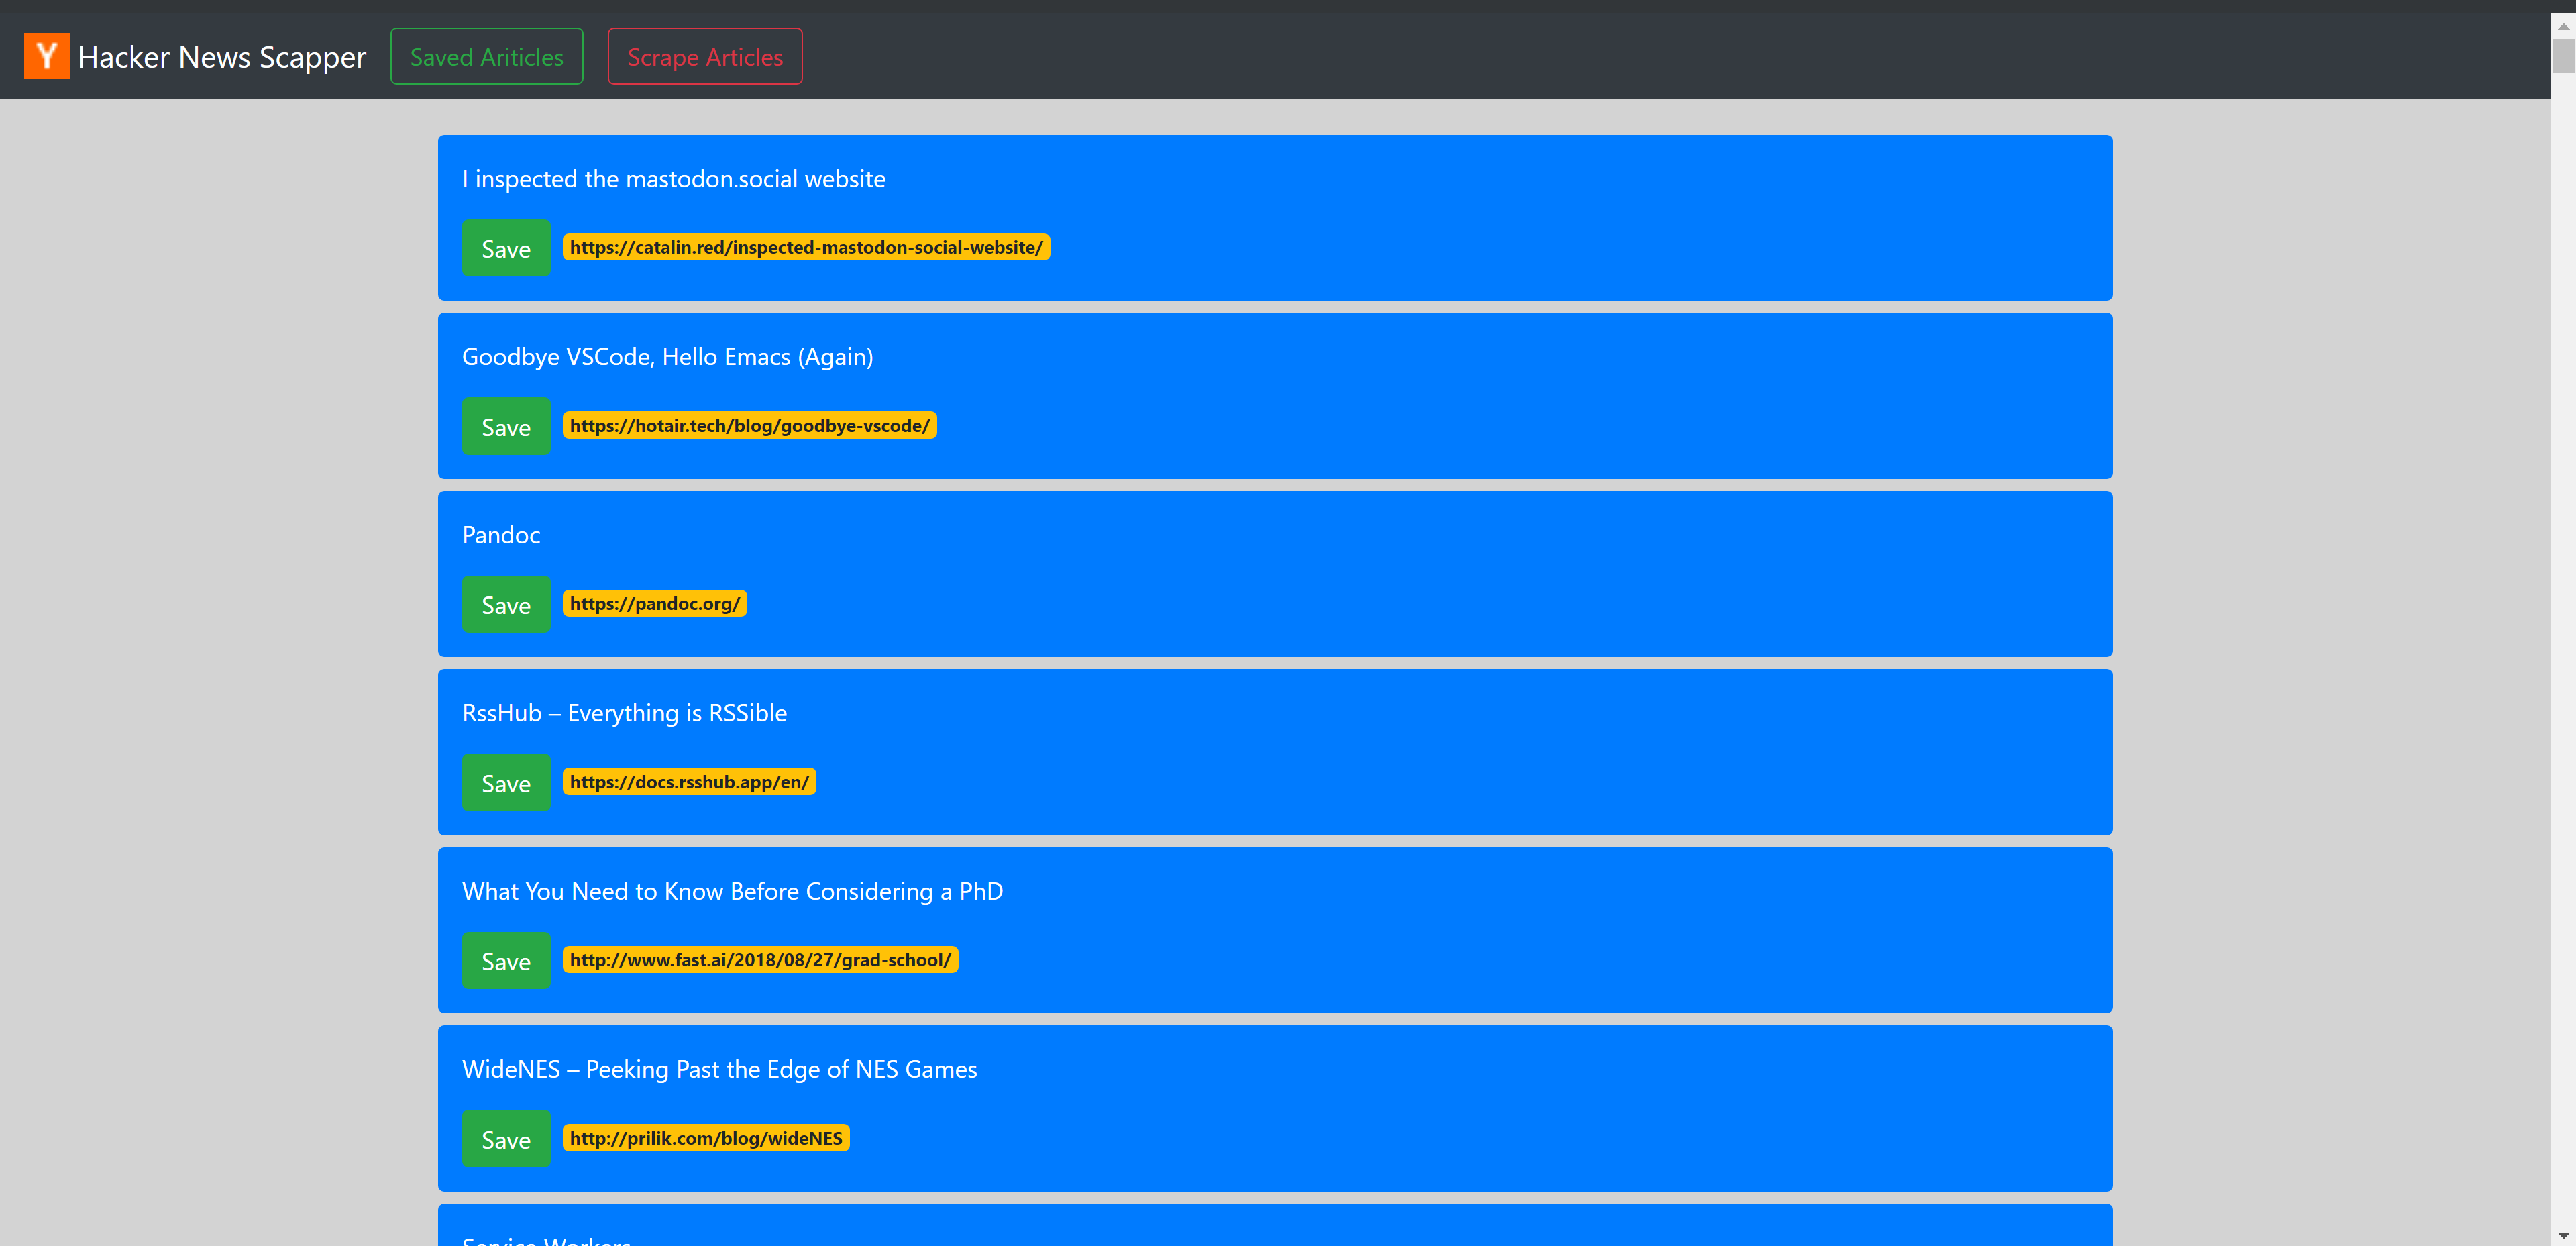 Y Hacker News Scapper Saved Ariticles Scrape Articles
I inspected the mastodon.social website
Save https://catalin.red/inspected-mastodon-social-website/
Goodbye VSCode, Hello Emacs (Again)
Save https://hotair.tech/blog/goodbye-vscode/
Pandoc
Save https://pandoc.org/
RssHub – Everything is RSSible
Save https://docs.rsshub.app/en/
What You Need to Know Before Considering a PhD
Save http://www.fast.ai/2018/08/27/grad-school/
WideNES – Peeking Past the Edge of NES Games
Save http://prilik.com/blog/wideNES
Service Workers